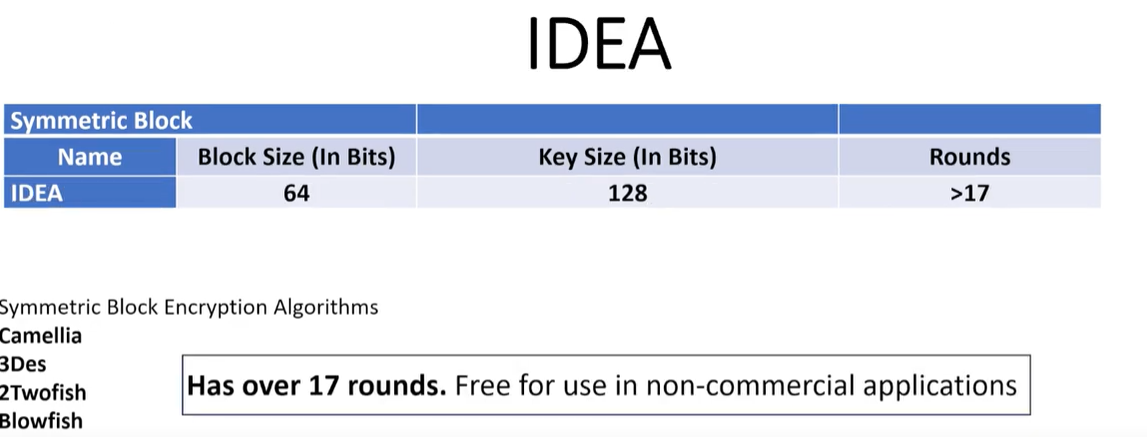 IDEA
Symmetric Block
Name Block Size (In Bits) Key Size (In Bits) Rounds
IDEA 64 128 >17
Symmetric Block Encryption Algorithms
Camellia
3Des
2Twofish
Blowfish
Has over 17 rounds. Free for use in non-commercial applications